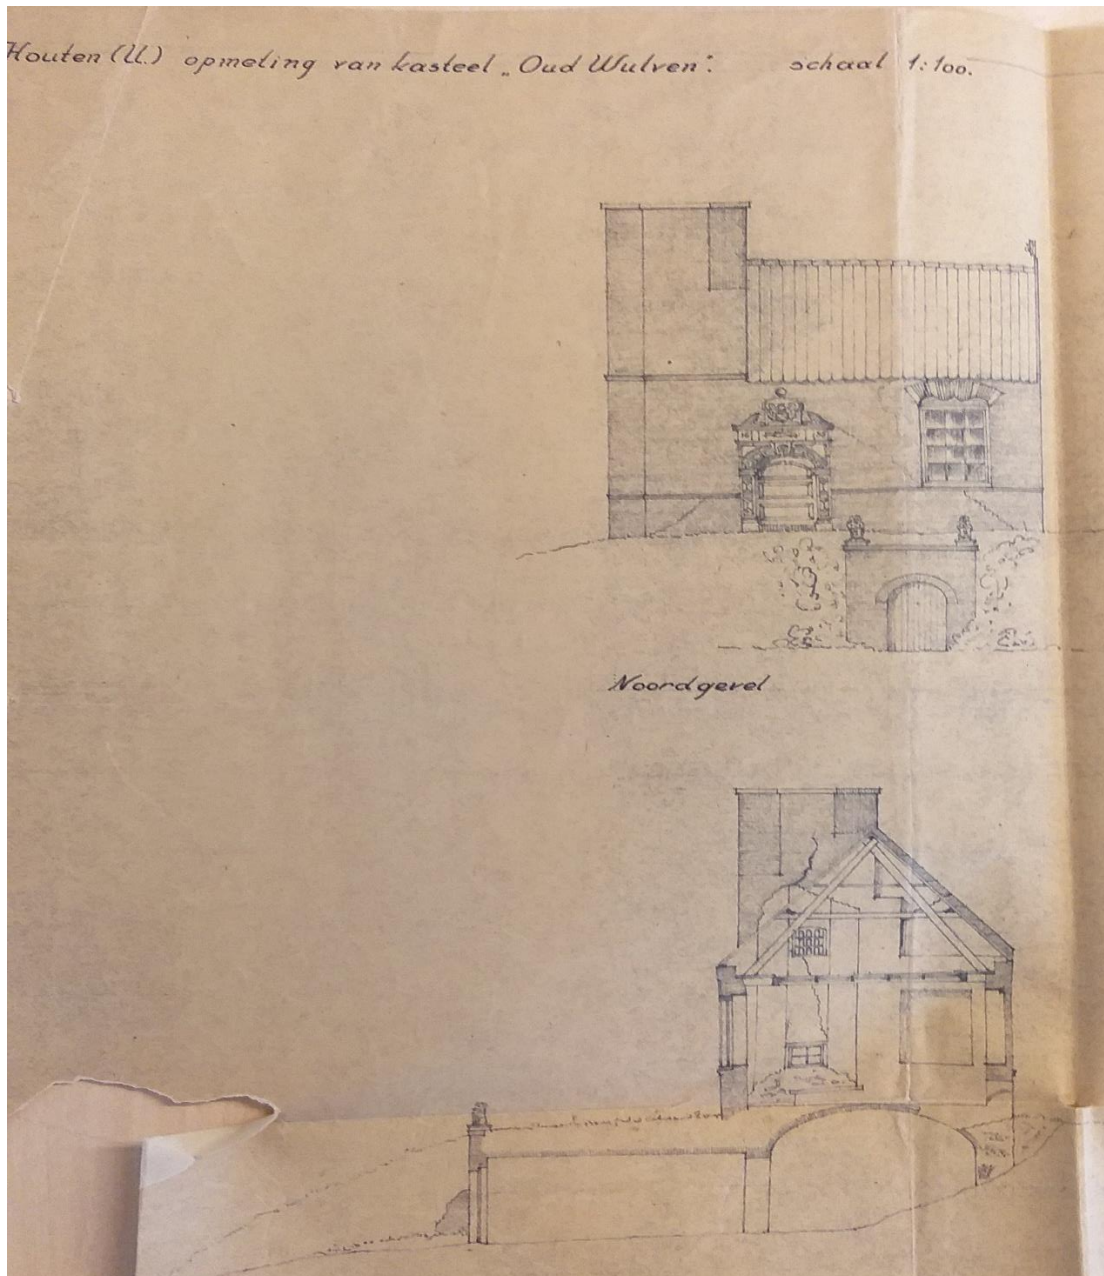 Houten (U.) opmeting van kasteel „Oud Wulven”. schaal 1:100.
Noordgevel